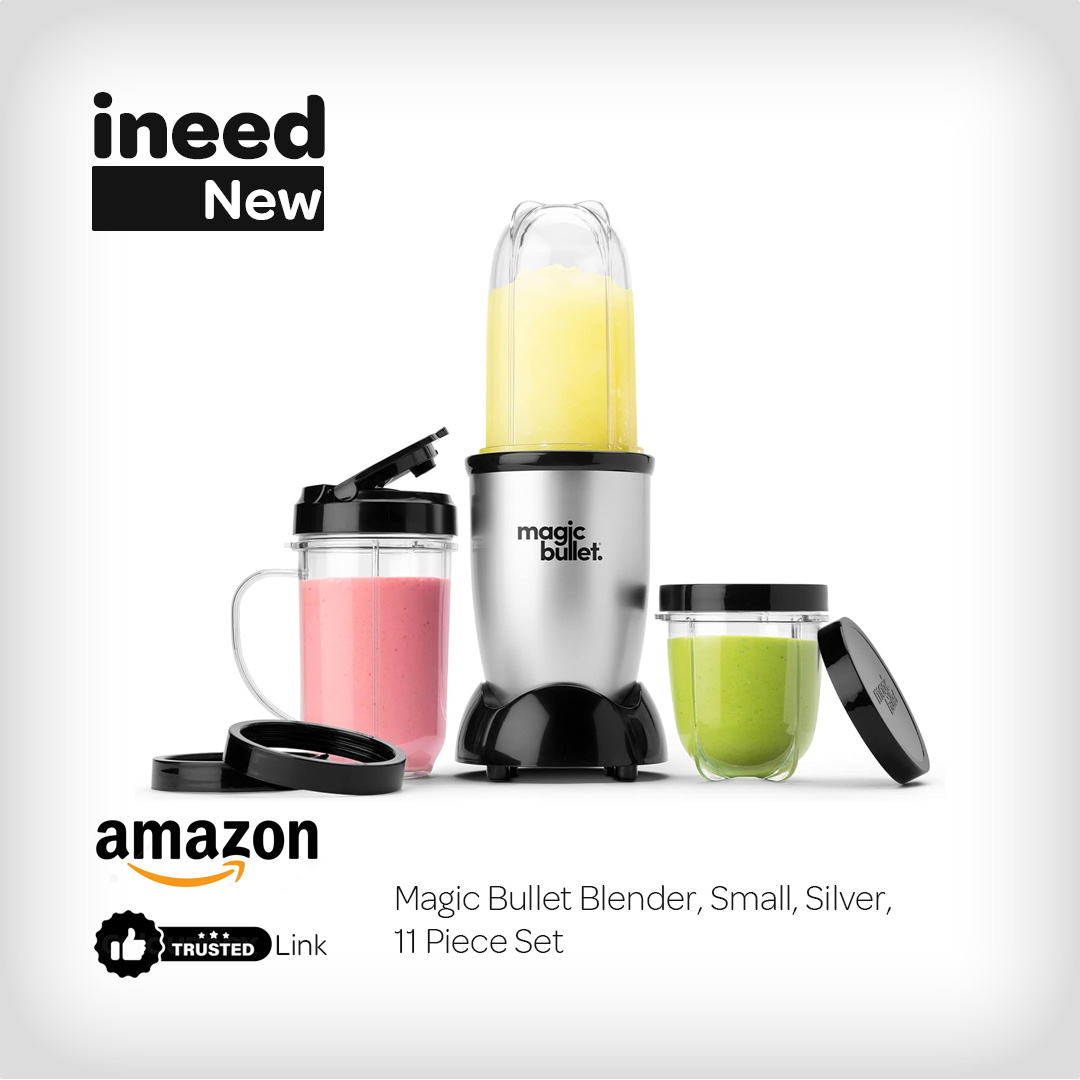 ineed
New
magic
bullet.
amazon
TRUSTED Link
Magic Bullet Blender, Small, Silver,
11 Piece Set